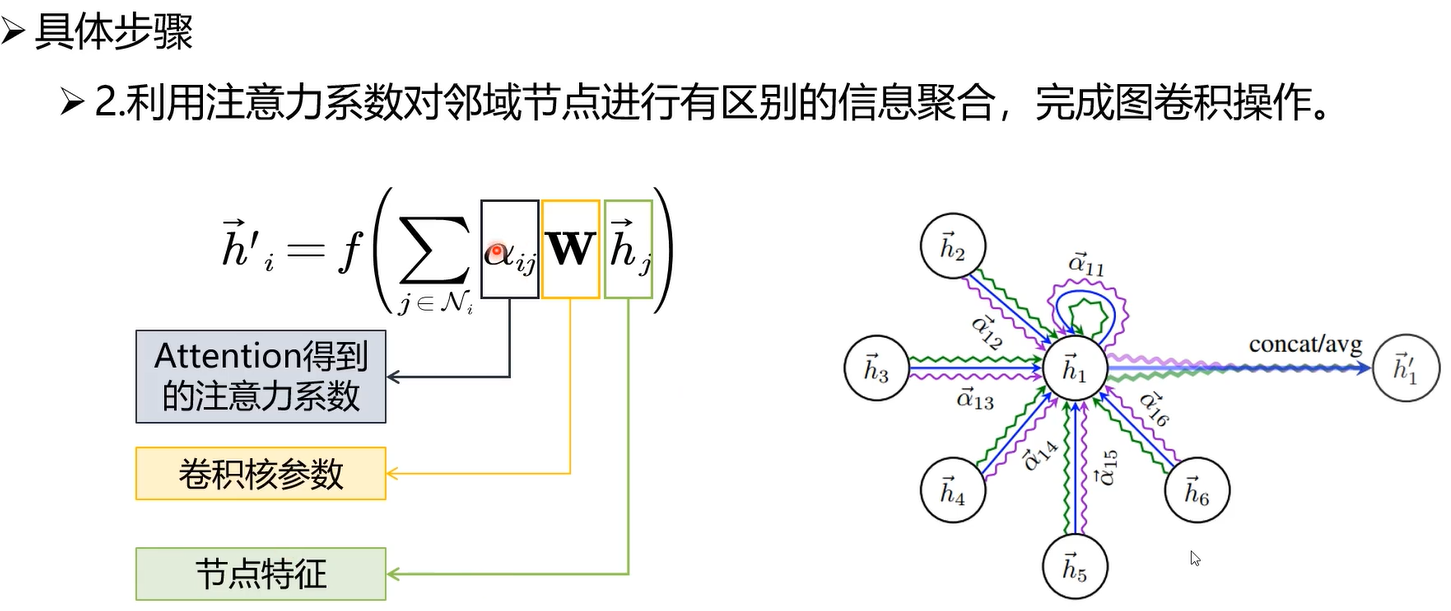 具体步骤
2.利用注意力系数对邻域节点进行有区别的信息聚合，完成图卷积操作。
$\vec{h}'_i = f\left(\sum_{j \in \mathcal{N}_i} \alpha_{ij} \mathbf{W} \vec{h}_j\right)$
Attention得到
的注意力系数
卷积核参数
节点特征
$\vec{h}_2$
$\vec{\alpha}_{11}$
$\vec{\alpha}_{12}$
concat/avg
$\vec{h}_3$
$\vec{h}_1$
$\vec{h}'_1$
$\vec{\alpha}_{13}$
$\vec{\alpha}_{16}$
$\vec{\alpha}_{14}$
$\vec{\alpha}_{15}$
$\vec{h}_4$
$\vec{h}_6$
$\vec{h}_5$